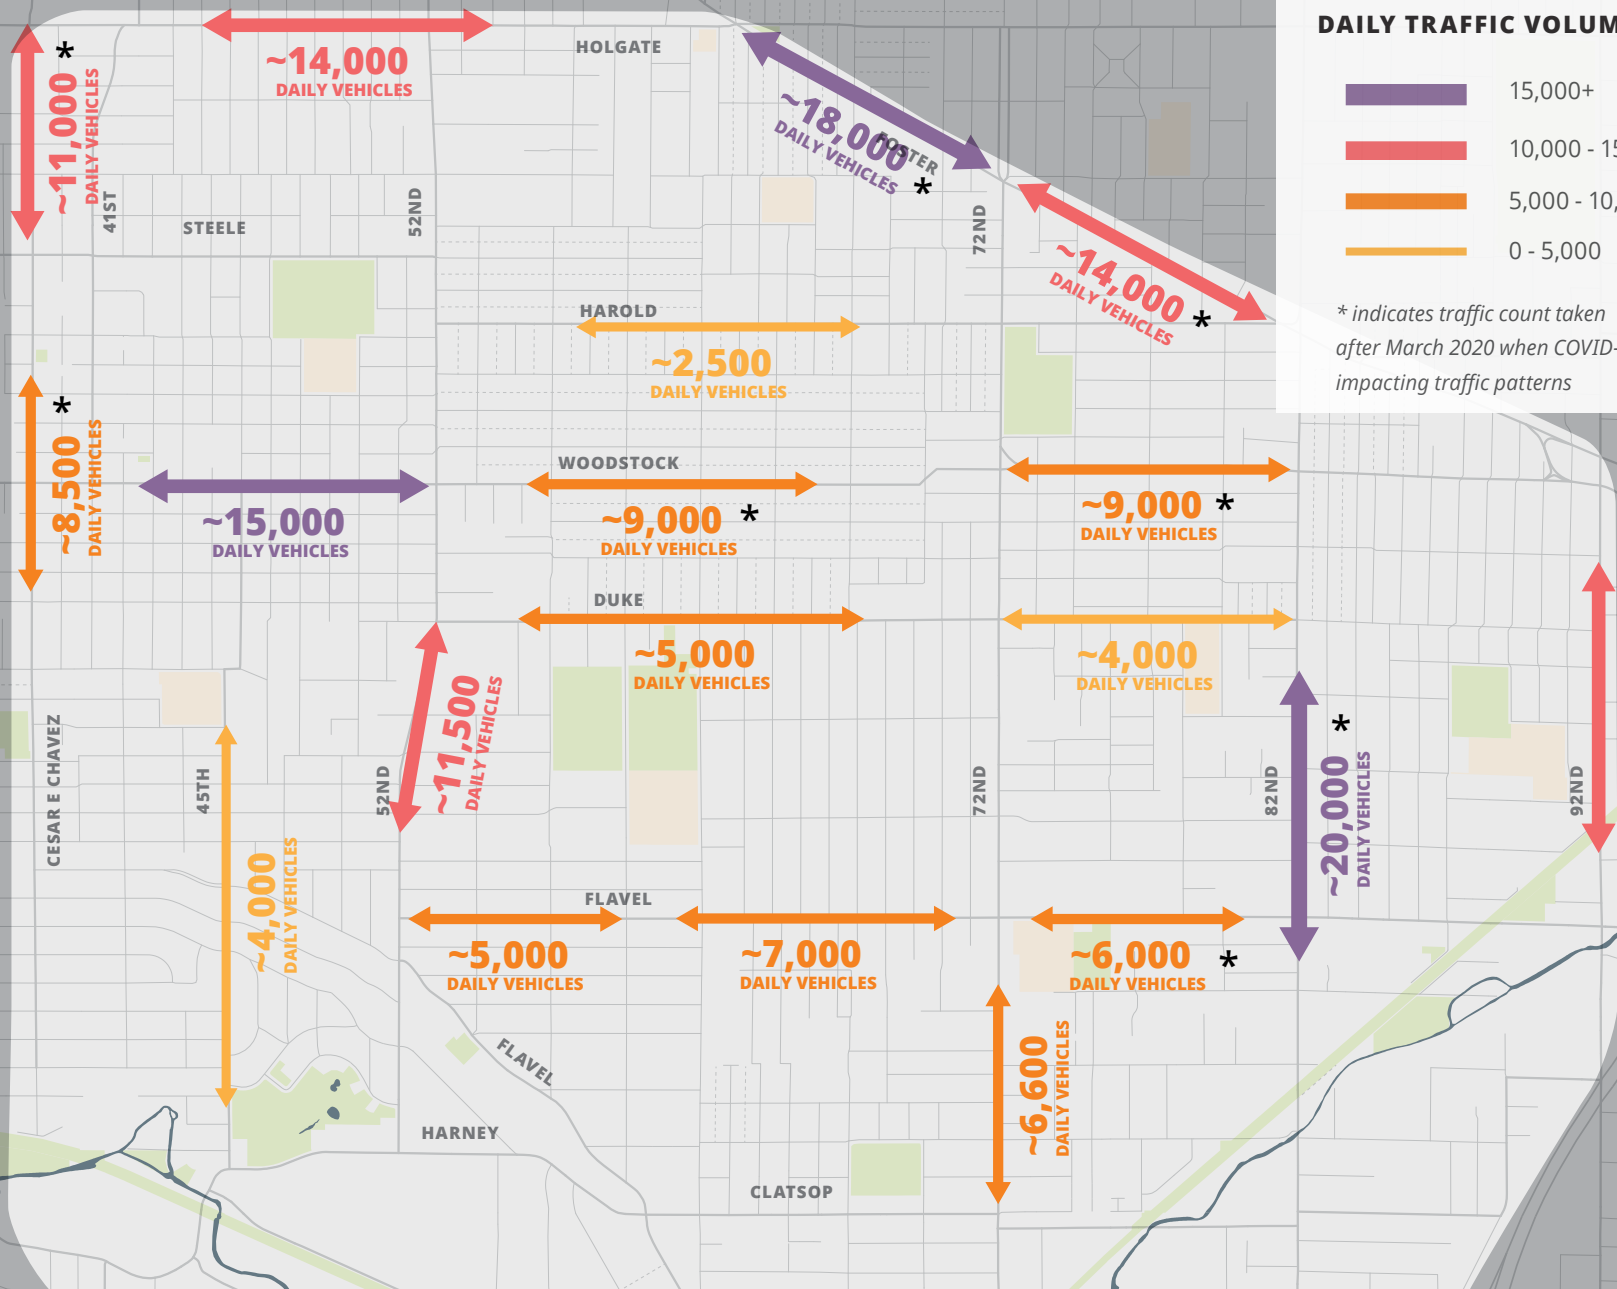 DAILY TRAFFIC VOLUM
15,000+
10,000 - 15
5,000 - 10,
0 - 5,000
* indicates traffic count taken
after March 2020 when COVID-
impacting traffic patterns
~11,000 *
DAILY VEHICLES
~14,000
DAILY VEHICLES
HOLGATE
~18,000
DAILY VEHICLES *
FOSTER
41ST
STEELE
52ND
72ND
~14,000
DAILY VEHICLES *
HAROLD
~2,500
DAILY VEHICLES
~8,500 *
DAILY VEHICLES
~15,000
DAILY VEHICLES
WOODSTOCK
~9,000 *
DAILY VEHICLES
~9,000 *
DAILY VEHICLES
DUKE
~5,000
DAILY VEHICLES
~4,000
DAILY VEHICLES
~11,500
DAILY VEHICLES
CESAR E CHAVEZ
45TH
52ND
72ND
82ND
~20,000 *
DAILY VEHICLES
92ND
~4,000
DAILY VEHICLES
FLAVEL
~5,000
DAILY VEHICLES
~7,000
DAILY VEHICLES
~6,000 *
DAILY VEHICLES
FLAVEL
~6,600
DAILY VEHICLES
HARNEY
CLATSOP